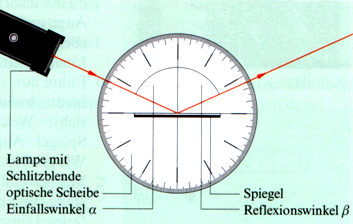 Lampe mit
Schlitzblende
optische Scheibe
Einfallswinkel α
Spiegel
Reflexionswinkel β